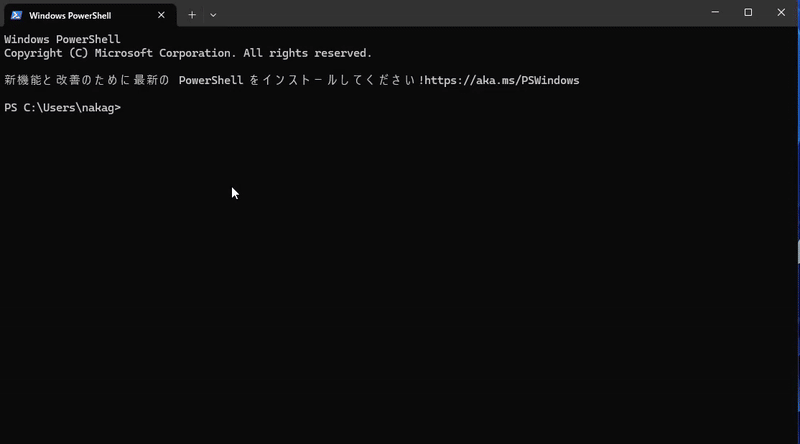 Windows PowerShell
Windows PowerShell
Copyright (C) Microsoft Corporation. All rights reserved.
新機能と改善のために最新の PowerShell をインストールしてください!https://aka.ms/PSWindows
PS C:\Users\nakag>